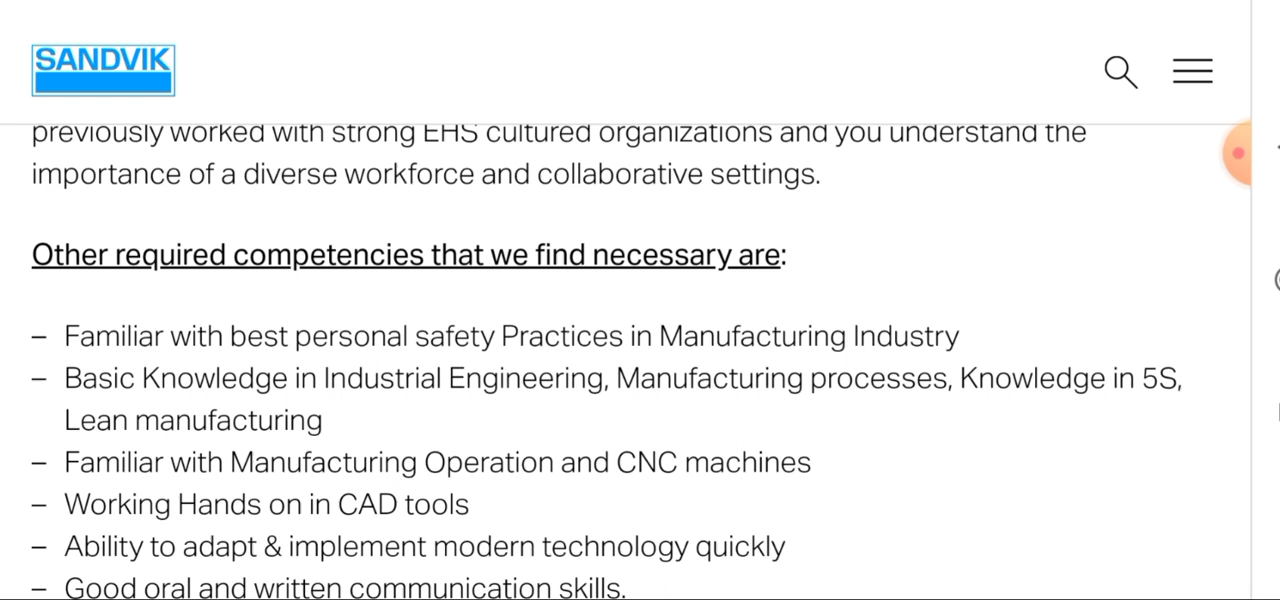 SANDVIK
previously worked with strong EHS cultured organizations and you understand the
importance of a diverse workforce and collaborative settings.
Other required competencies that we find necessary are:
– Familiar with best personal safety Practices in Manufacturing Industry
– Basic Knowledge in Industrial Engineering, Manufacturing processes, Knowledge in 5S,
Lean manufacturing
– Familiar with Manufacturing Operation and CNC machines
– Working Hands on in CAD tools
– Ability to adapt & implement modern technology quickly
– Good oral and written communication skills.